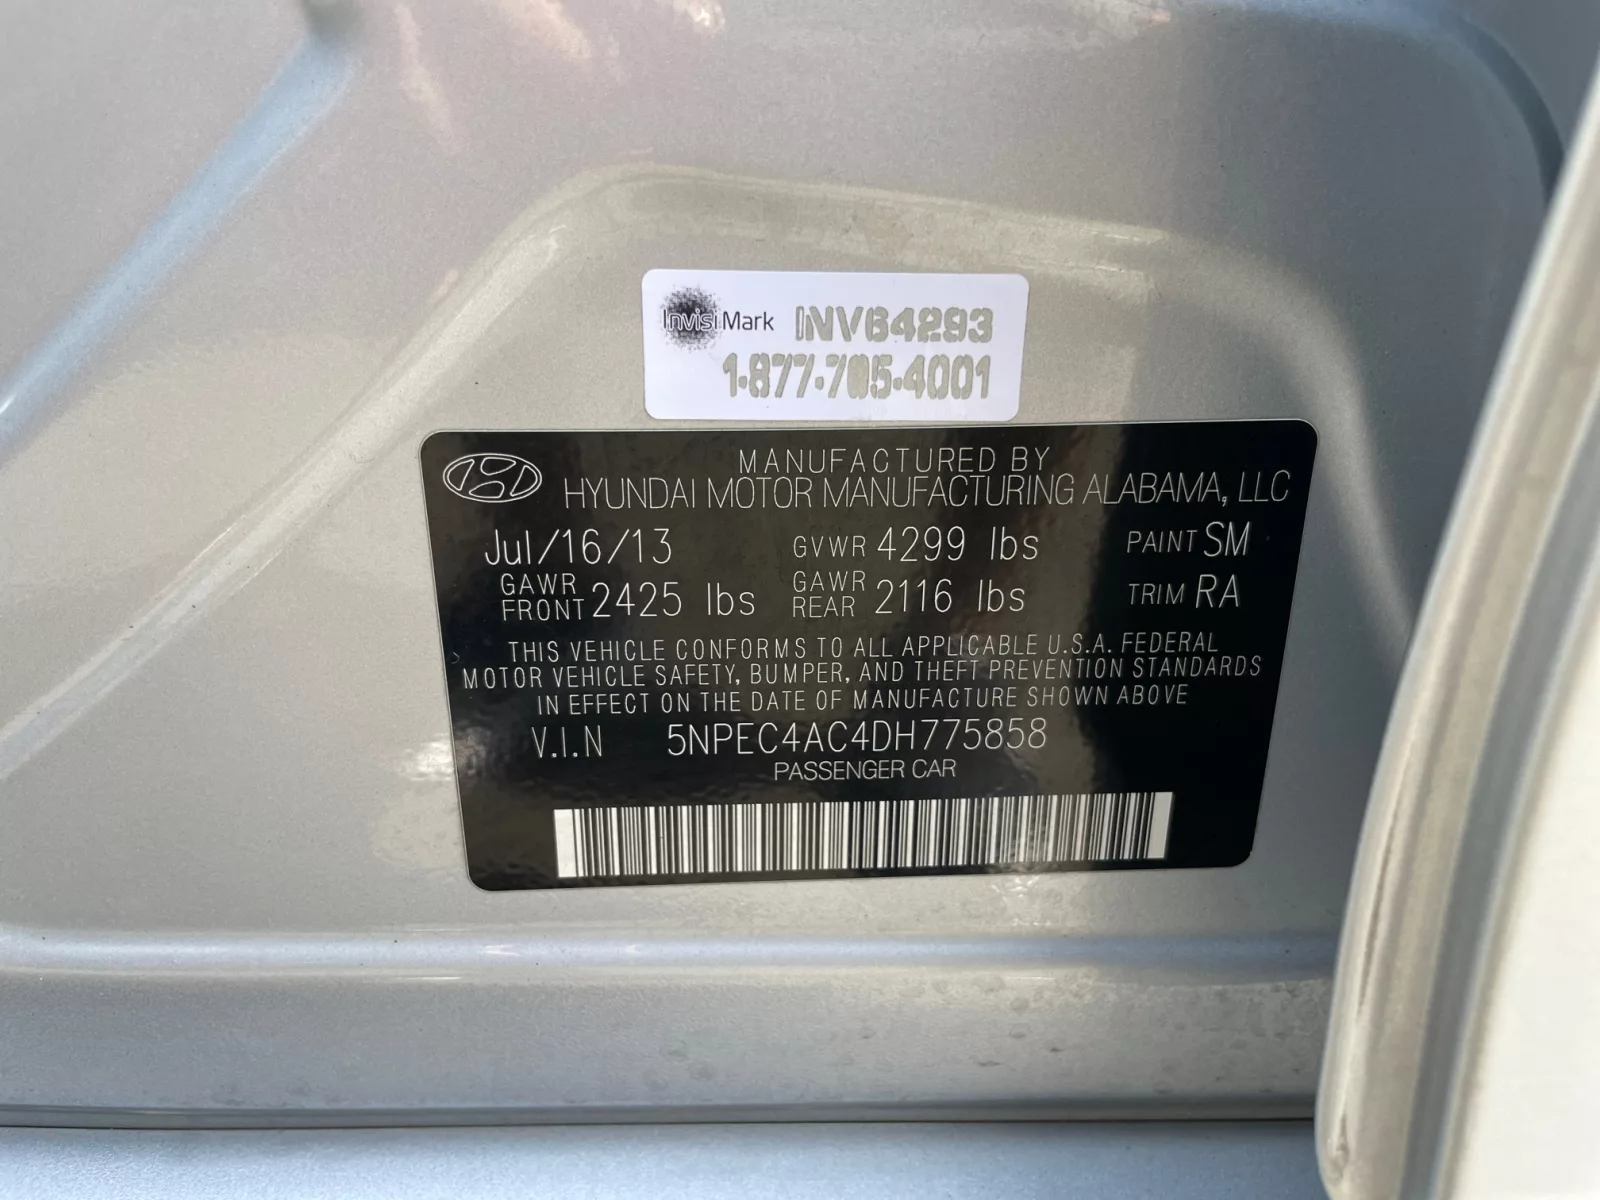 InvisiMark INV64293
1-877-705-4001
MANUFACTURED BY
HYUNDAI MOTOR MANUFACTURING ALABAMA, LLC
Jul/16/13 GVWR 4299 lbs PAINT SM
GAWR FRONT 2425 lbs GAWR REAR 2116 lbs TRIM RA
THIS VEHICLE CONFORMS TO ALL APPLICABLE U.S.A. FEDERAL
MOTOR VEHICLE SAFETY, BUMPER, AND THEFT PREVENTION STANDARDS
IN EFFECT ON THE DATE OF MANUFACTURE SHOWN ABOVE
V.I.N 5NPEC4AC4DH775858
PASSENGER CAR